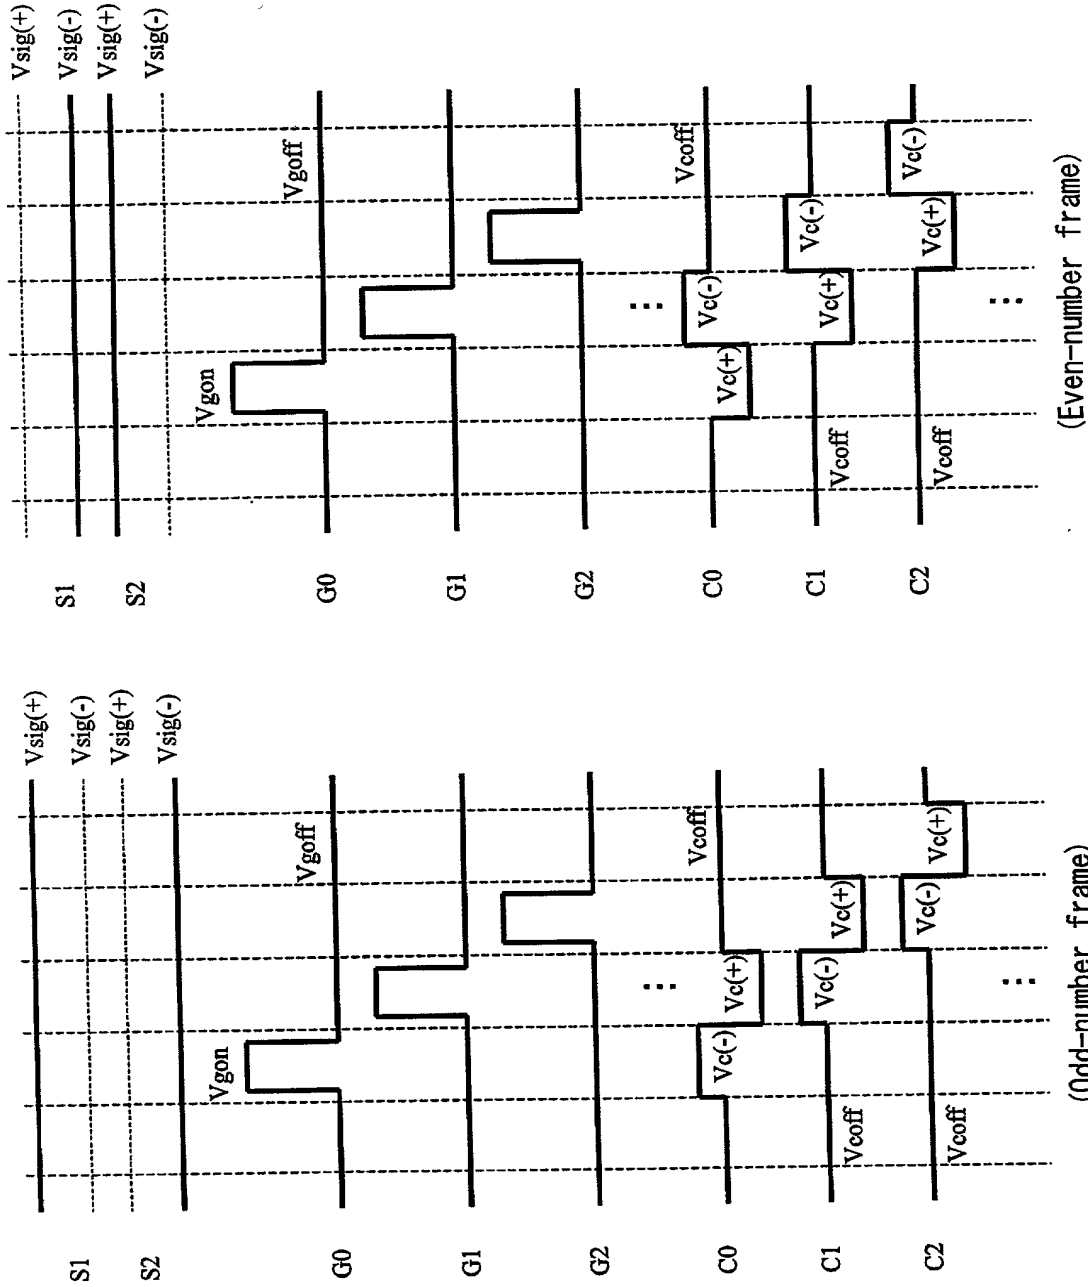 Vsig(+)
Vsig(-)
S1
Vsig(+)
Vsig(-)
S2
Vgon
Vgoff
G0
G1
G2
Vcoff
Vc(-)
Vc(+)
C0
Vc(-)
Vc(+)
C1
Vcoff
Vc(-)
Vc(+)
C2
Vcoff
(Odd-number frame)
Vsig(+)
Vsig(-)
S1
Vsig(+)
Vsig(-)
S2
Vgon
Vgoff
G0
G1
G2
Vcoff
Vc(+)
Vc(-)
C0
Vc(+)
Vc(-)
C1
Vcoff
Vc(+)
Vc(-)
C2
Vcoff
(Even-number frame)